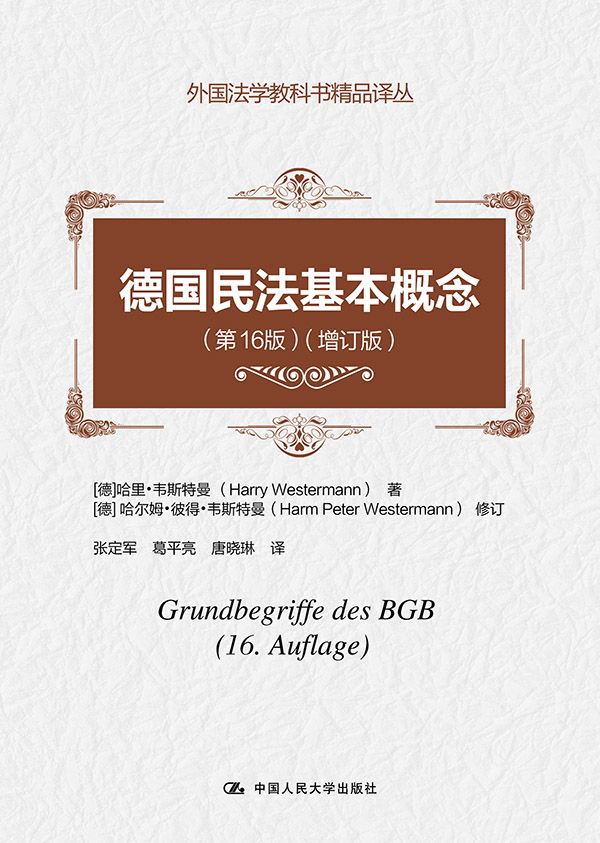 外国法学教科书精品译丛
德国民法基本概念
（第16版）（增订版）
[德]哈里·韦斯特曼（Harry Westermann） 著
[德] 哈尔姆·彼得·韦斯特曼（Harm Peter Westermann） 修订
张定军 葛平亮 唐晓琳 译
Grundbegriffe des BGB
(16. Auflage)
中国人民大学出版社